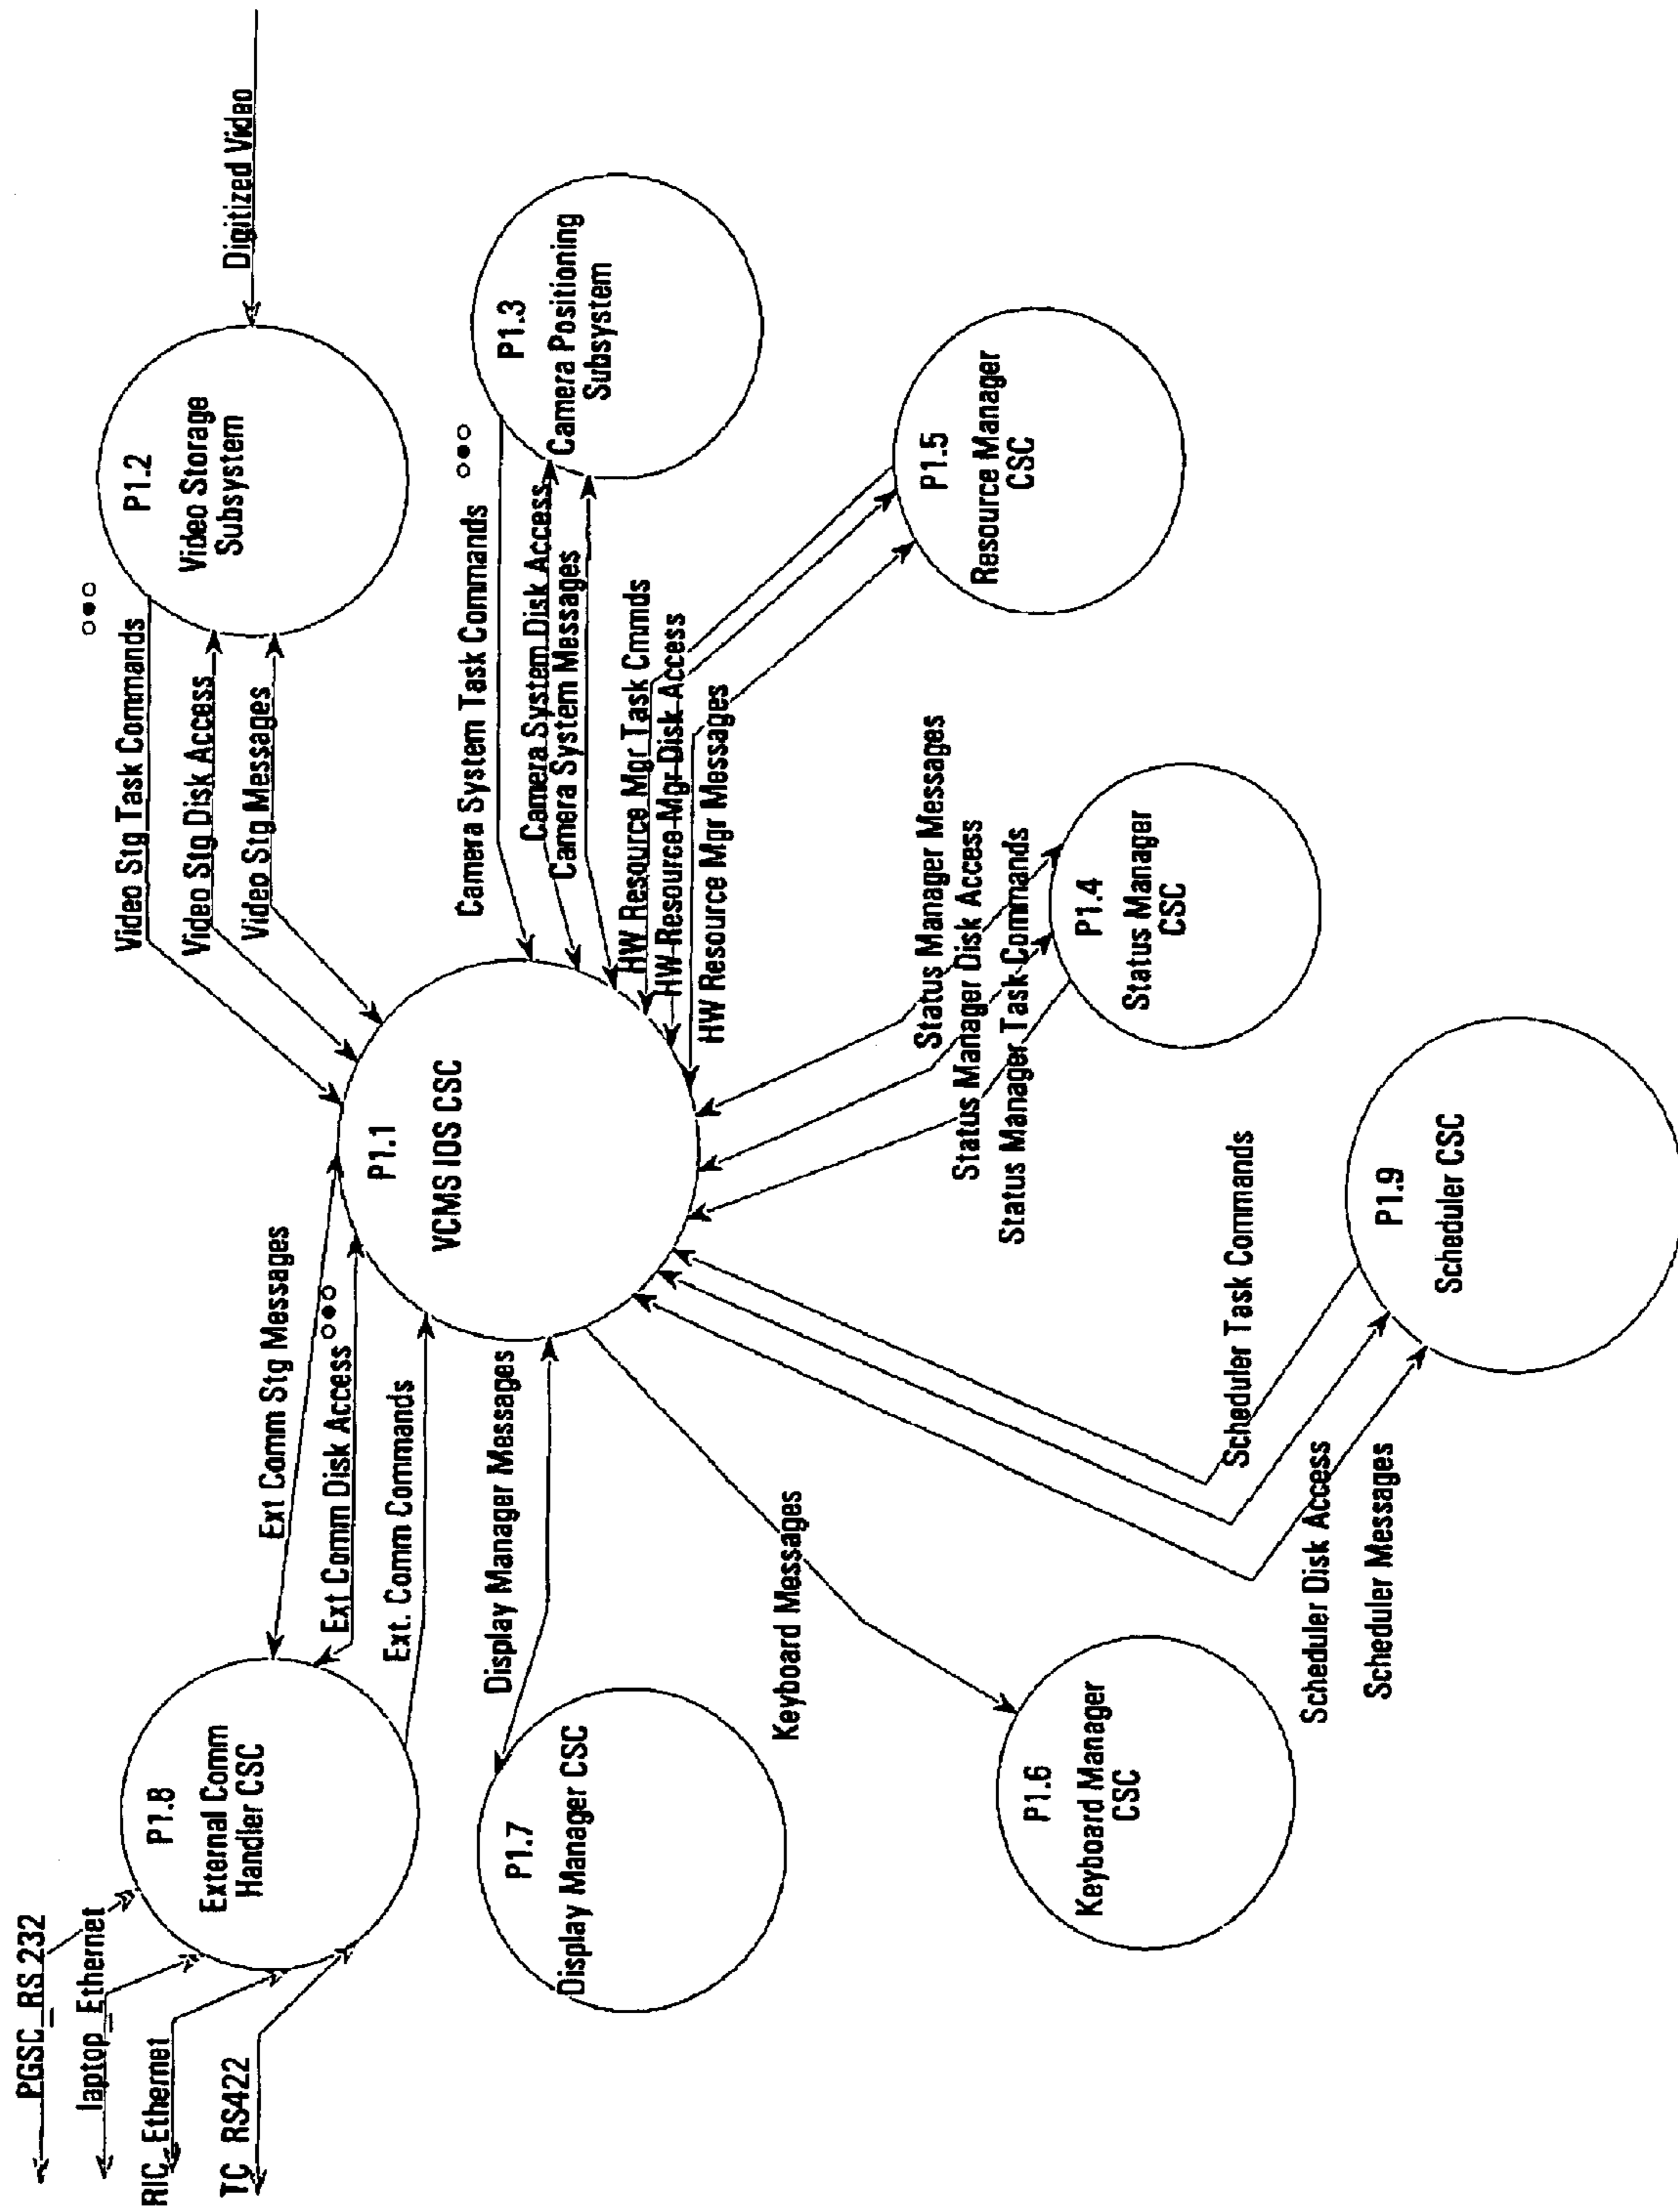 PGSC_RS 232
laptop_Ethernet
RIC_Ethernet
TC_RS422
P1.8
External Comm
Handler CSC
Ext Comm Stg Messages
Ext Comm Disk Access
Ext. Comm Commands
P1.7
Display Manager CSC
Display Manager Messages
P1.6
Keyboard Manager
CSC
Keyboard Messages
P1.1
VCMS IOS CSC
Video Stg Task Commands
Video Stg Disk Access
Video Stg Messages
P1.2
Video Storage
Subsystem
Digitized Video
Camera System Task Commands
Camera System Disk Access
Camera System Messages
P1.3
Camera Positioning
Subsystem
HW Resource Mgr Task Cmmds
HW Resource Mgr Disk Access
HW Resource Mgr Messages
P1.5
Resource Manager
CSC
Status Manager Messages
Status Manager Disk Access
Status Manager Task Commands
P1.4
Status Manager
CSC
Scheduler Task Commands
Scheduler Disk Access
Scheduler Messages
P1.9
Scheduler CSC